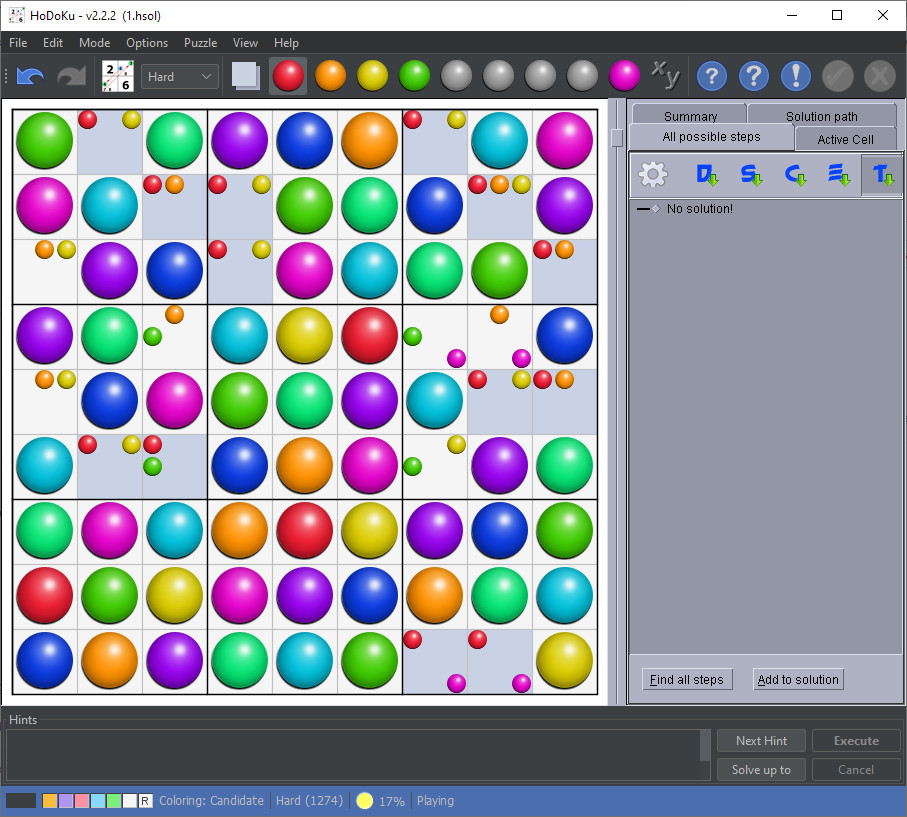 HoDoKu - v2.2.2 (1.hsol)
File Edit Mode Options Puzzle View Help
2 6 Hard x y ? ? !
Summary Solution path
All possible steps Active Cell
D S C E T
No solution!
Find all steps Add to solution
Hints
Next Hint Execute
Solve up to Cancel
R Coloring: Candidate Hard (1274) 17% Playing